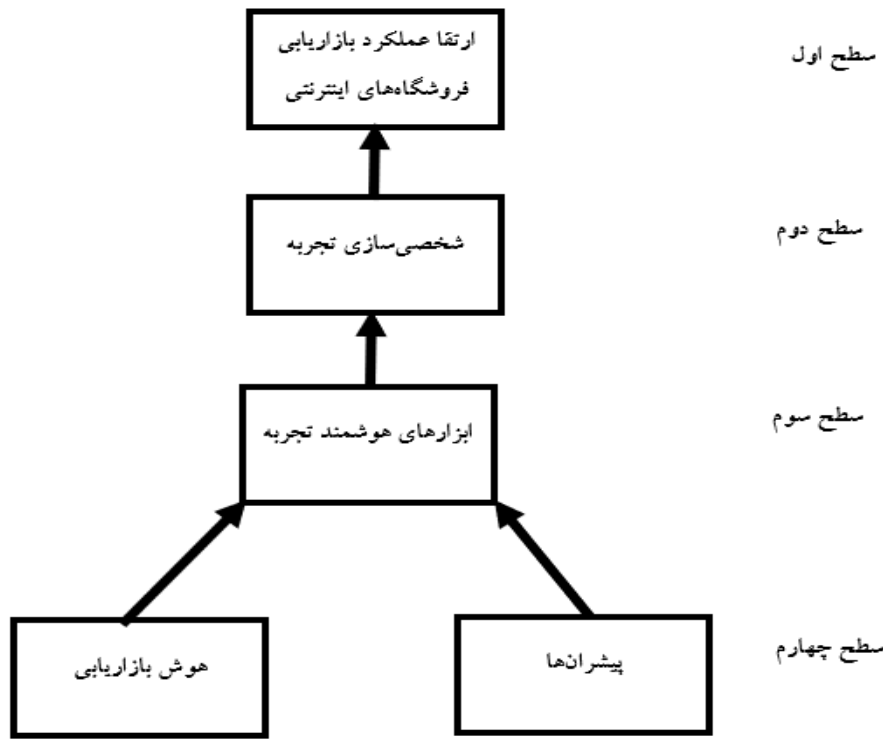 ارتقا عملکرد بازاریابی
فروشگاه‌های اینترنتی
سطح اول
شخصی‌سازی تجربه
سطح دوم
ابزارهای هوشمند تجربه
سطح سوم
پیشران‌ها
هوش بازاریابی
سطح چهارم